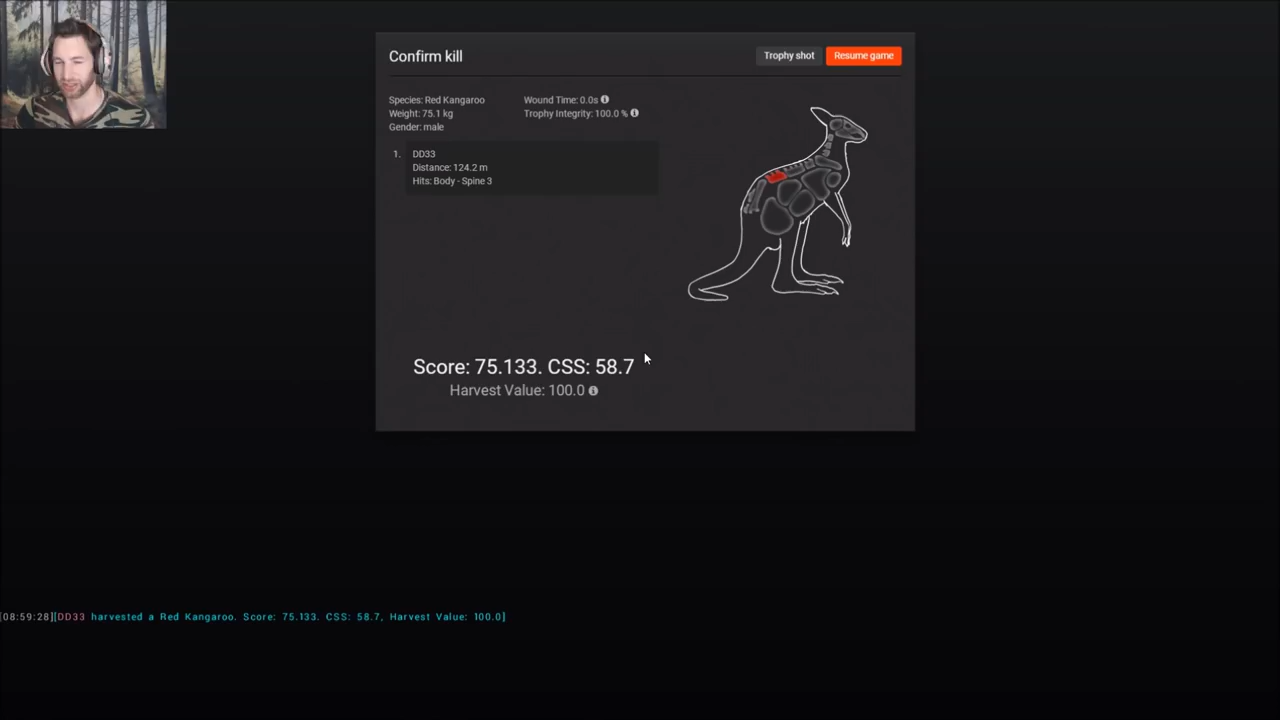 Confirm kill
Trophy shot
Resume game
Species: Red Kangaroo
Weight: 75.1 kg
Gender: male
Wound Time: 0.0s
Trophy Integrity: 100.0 %
1.
DD33
Distance: 124.2 m
Hits: Body - Spine 3
Score: 75.133. CSS: 58.7
Harvest Value: 100.0
[08:59:28][DD33 harvested a Red Kangaroo. Score: 75.133. CSS: 58.7, Harvest Value: 100.0]